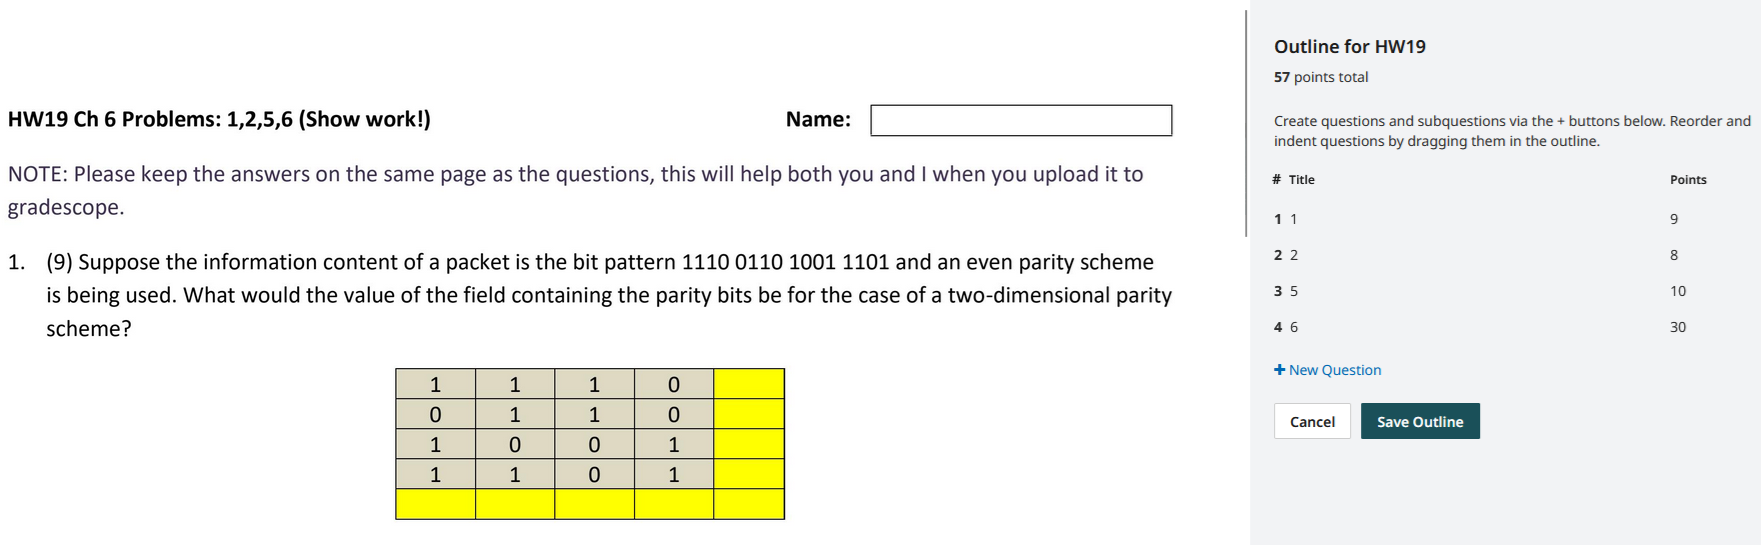 HW19 Ch 6 Problems: 1,2,5,6 (Show work!) Name:
NOTE: Please keep the answers on the same page as the questions, this will help both you and I when you upload it to
gradescope.
1. (9) Suppose the information content of a packet is the bit pattern 1110 0110 1001 1101 and an even parity scheme
is being used. What would the value of the field containing the parity bits be for the case of a two-dimensional parity
scheme?
1 1 1 0
0 1 1 0
1 0 0 1
1 1 0 1
Outline for HW19
57 points total
Create questions and subquestions via the + buttons below. Reorder and
indent questions by dragging them in the outline.
# Title Points
1 1 9
2 2 8
3 5 10
4 6 30
+ New Question
Cancel Save Outline